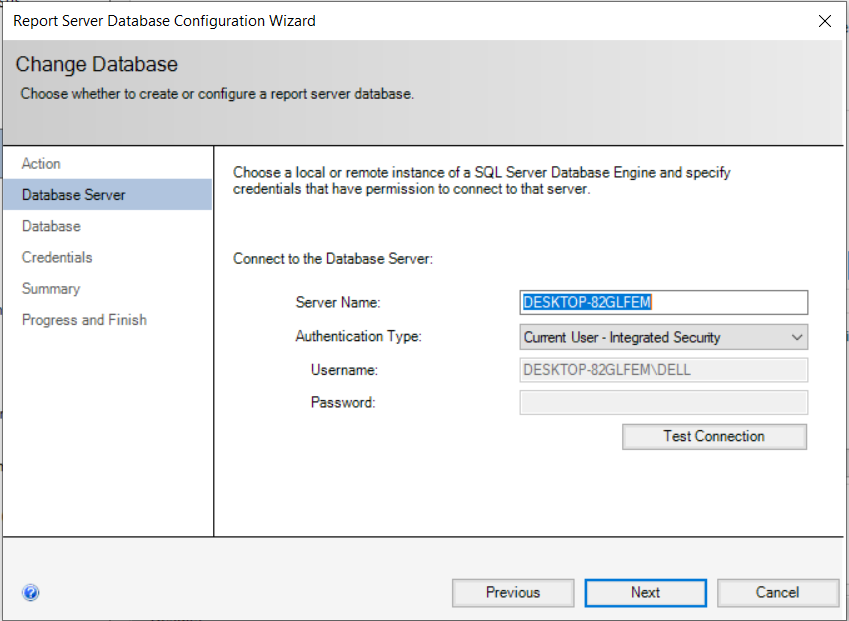 Report Server Database Configuration Wizard
Change Database
Choose whether to create or configure a report server database.
Action
Database Server
Database
Credentials
Summary
Progress and Finish
Choose a local or remote instance of a SQL Server Database Engine and specify
credentials that have permission to connect to that server.
Connect to the Database Server:
Server Name: DESKTOP-82GLFEM
Authentication Type: Current User - Integrated Security
Username: DESKTOP-82GLFEM\DELL
Password:
Test Connection
Previous Next Cancel